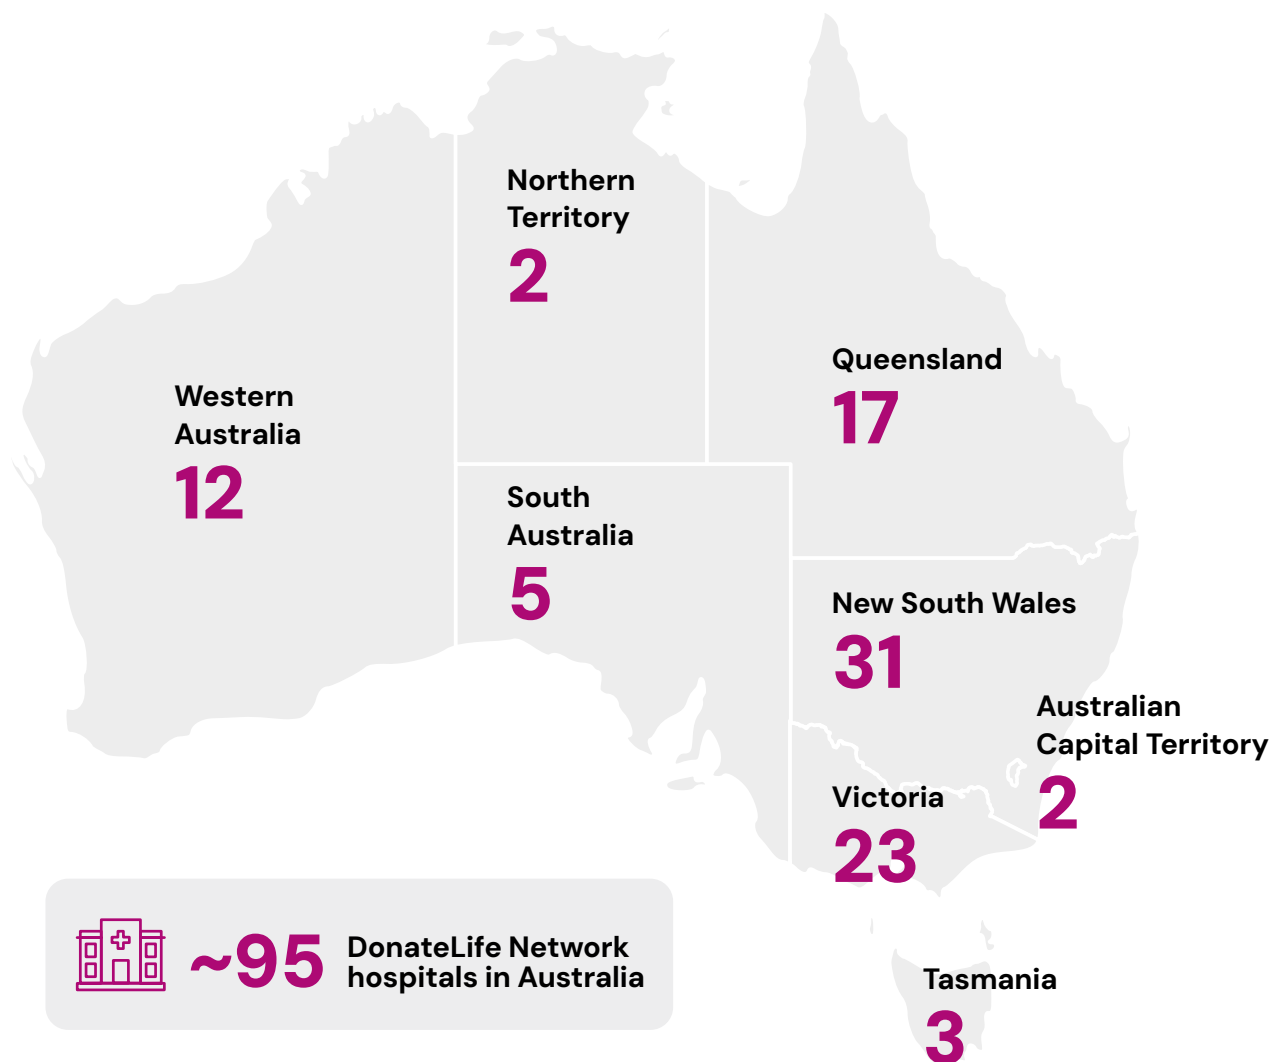 Northern
Territory
2
Queensland
17
Western
Australia
12
South
Australia
5
New South Wales
31
Australian
Capital Territory
2
Victoria
23
~95
DonateLife Network
hospitals in Australia
Tasmania
3